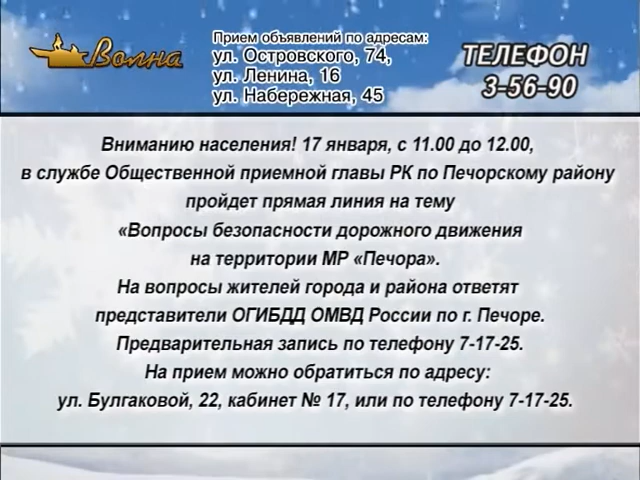 Волна
Прием объявлений по адресам:
ул. Островского, 74,
ул. Ленина, 16
ул. Набережная, 45
ТЕЛЕФОН
3-56-90
Вниманию населения! 17 января, с 11.00 до 12.00,
в службе Общественной приемной главы РК по Печорскому району
пройдет прямая линия на тему
«Вопросы безопасности дорожного движения
на территории МР «Печора».
На вопросы жителей города и района ответят
представители ОГИБДД ОМВД России по г. Печоре.
Предварительная запись по телефону 7-17-25.
На прием можно обратиться по адресу:
ул. Булгаковой, 22, кабинет № 17, или по телефону 7-17-25.